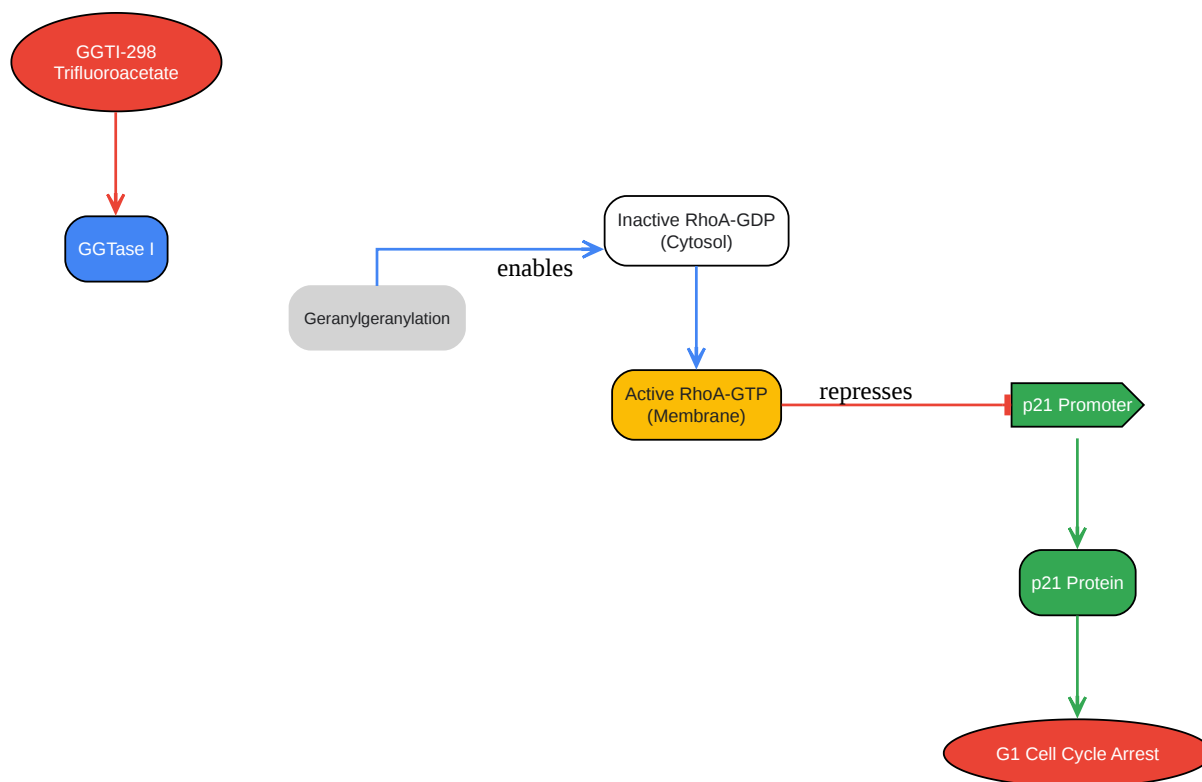 GGTI-298
Trifluoroacetate
GGTase I
Inactive RhoA-GDP
(Cytosol)
enables
Geranylgeranylation
Active RhoA-GTP
(Membrane)
represses
p21 Promoter
p21 Protein
G1 Cell Cycle Arrest